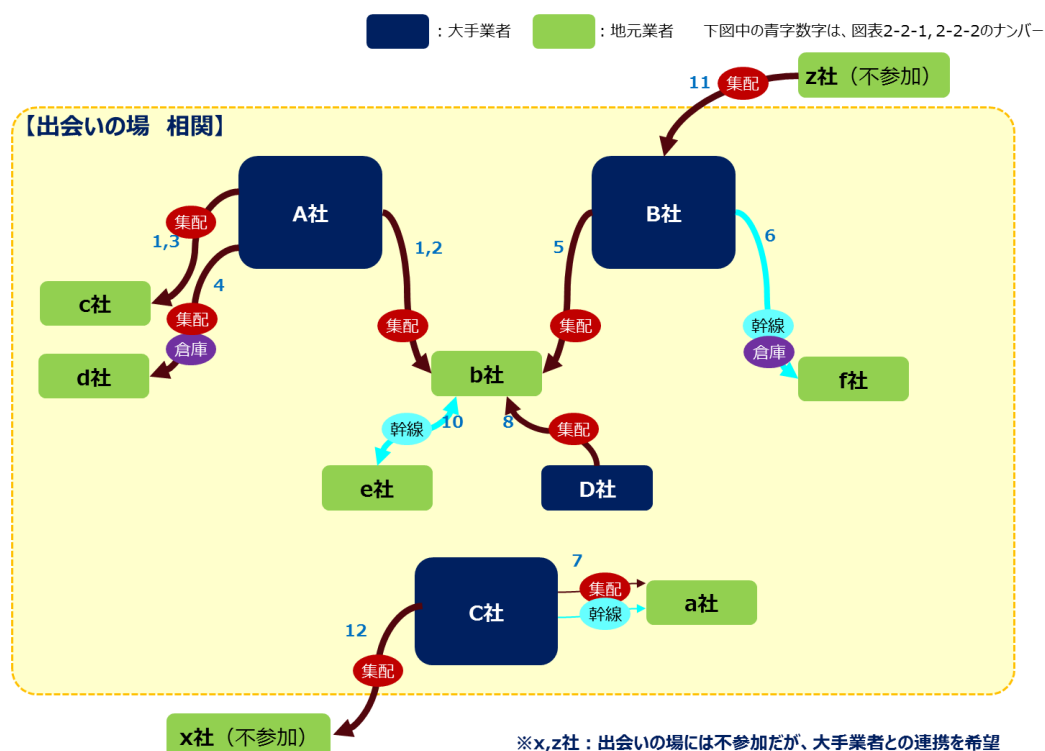 ：大手業者
：地元業者
下図中の青字数字は、図表2-2-1, 2-2-2のナンバー
z社（不参加）
11
集配
【出会いの場　相関】
A社
B社
集配
1,3
1,2
5
6
4
c社
集配
倉庫
集配
集配
幹線
倉庫
d社
b社
f社
幹線
10
8
集配
e社
D社
7
集配
幹線
a社
C社
12
集配
x社（不参加）
※x,z社：出会いの場には不参加だが、大手業者との連携を希望